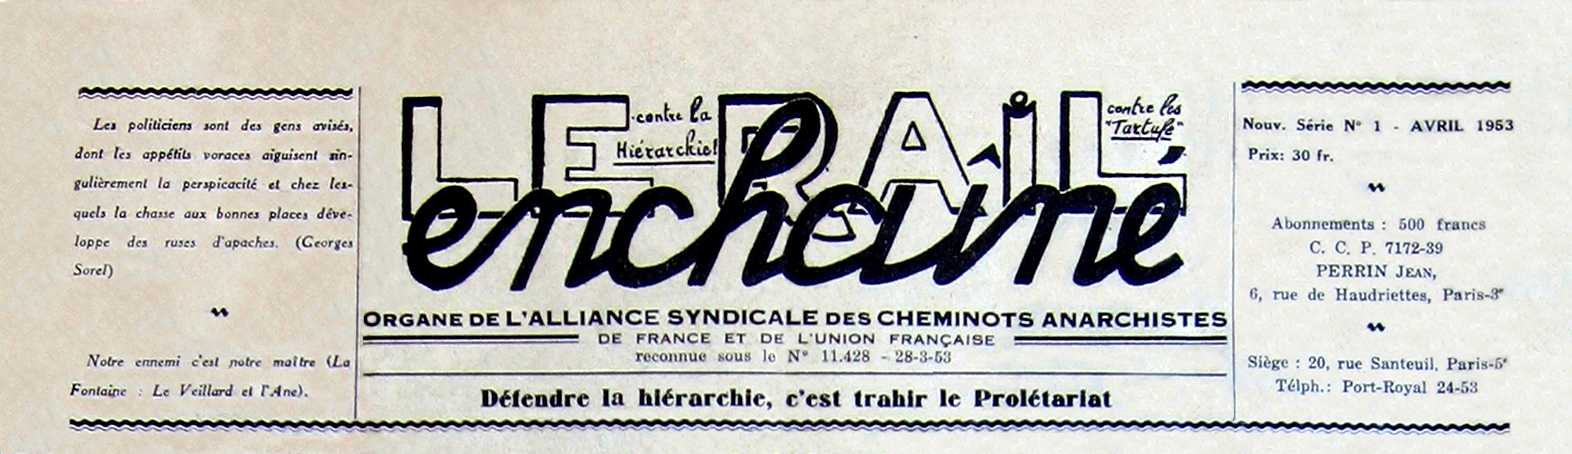 Les politiciens sont des gens avisés,
dont les appétits voraces aiguisent sin-
gulièrement la perspicacité et chez les-
quels la chasse aux bonnes places déve-
loppe des ruses d'apaches. (Georges
Sorel)
Notre ennemi c'est notre maître (La
Fontaine : Le Veillard et l'Ane).
LE RAIL
contre la
Hiérarchie!
contre les
"Tartufe"
enchaîné
ORGANE DE L'ALLIANCE SYNDICALE DES CHEMINOTS ANARCHISTES
DE FRANCE ET DE L'UNION FRANÇAISE
reconnue sous le N° 11.428 - 28-3-53
Défendre la hiérarchie, c'est trahir le Prolétariat
Nouv. Série N° 1 - AVRIL 1953
Prix: 30 fr.
Abonnements : 500 francs
C. C. P. 7172-39
PERRIN JEAN,
6, rue de Haudriettes, Paris-3e
Siège : 20, rue Santeuil, Paris-5e
Télph.: Port-Royal 24-53